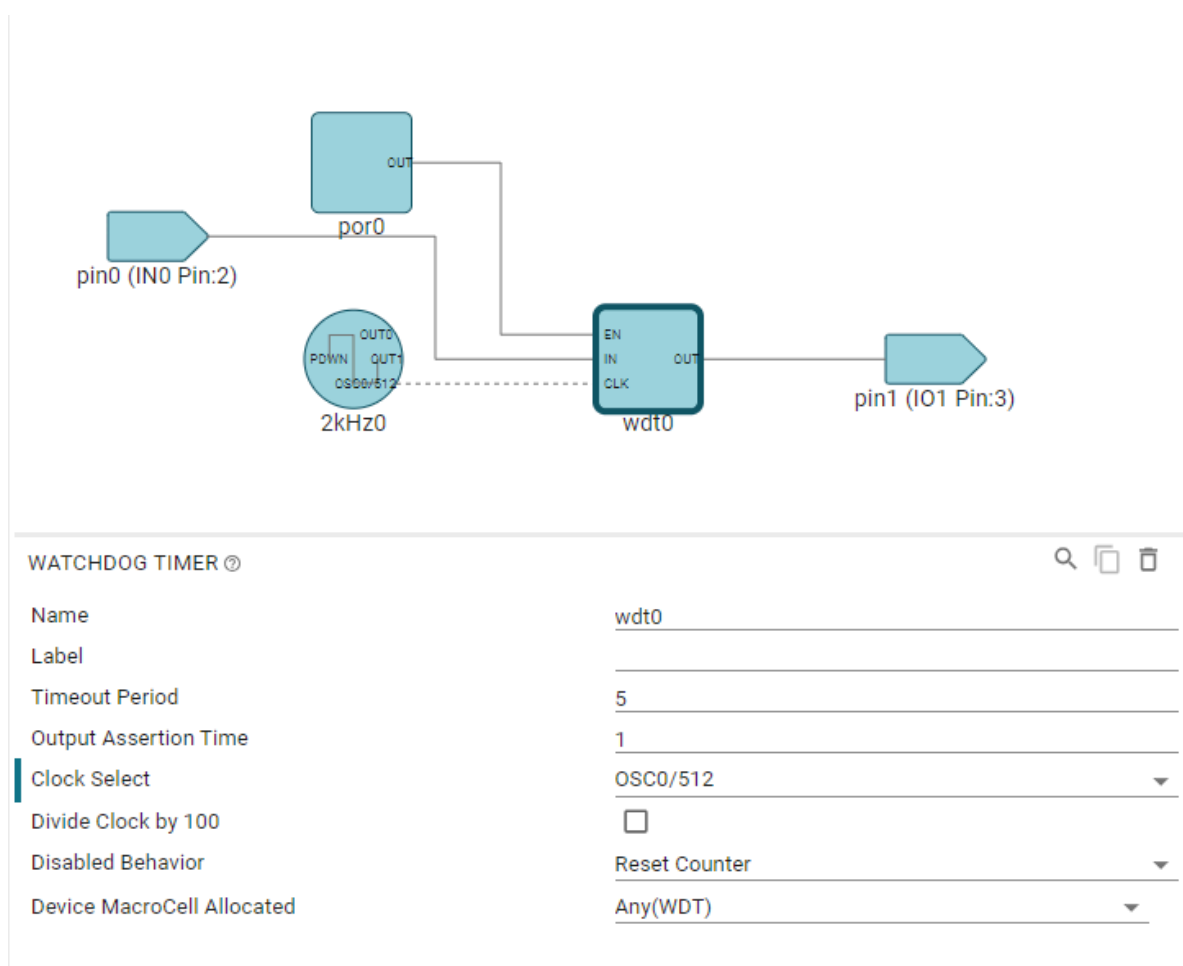 OUT
por0
pin0 (IN0 Pin:2)
OUT0
PDWN OUT1
OSC0/512
2kHz0
EN
IN OUT
CLK
wdt0
pin1 (IO1 Pin:3)
WATCHDOG TIMER
Name wdt0
Label
Timeout Period 5
Output Assertion Time 1
Clock Select OSC0/512
Divide Clock by 100
Disabled Behavior Reset Counter
Device MacroCell Allocated Any(WDT)